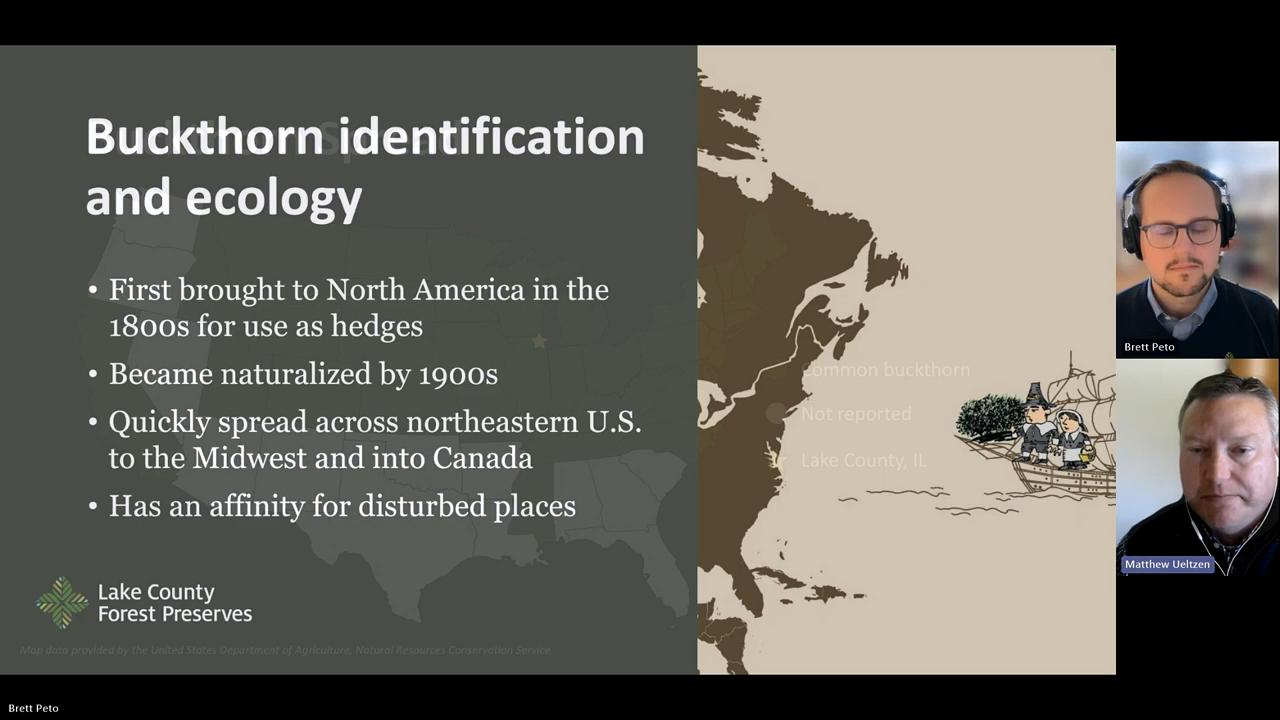 Buckthorn identification
and ecology
• First brought to North America in the
1800s for use as hedges
• Became naturalized by 1900s
• Quickly spread across northeastern U.S.
to the Midwest and into Canada
• Has an affinity for disturbed places
Common buckthorn
Not reported
Lake County, IL
Lake County
Forest Preserves
Map data provided by the United States Department of Agriculture, Natural Resources Conservation Service
Brett Peto
Matthew Ueltzen
Brett Peto